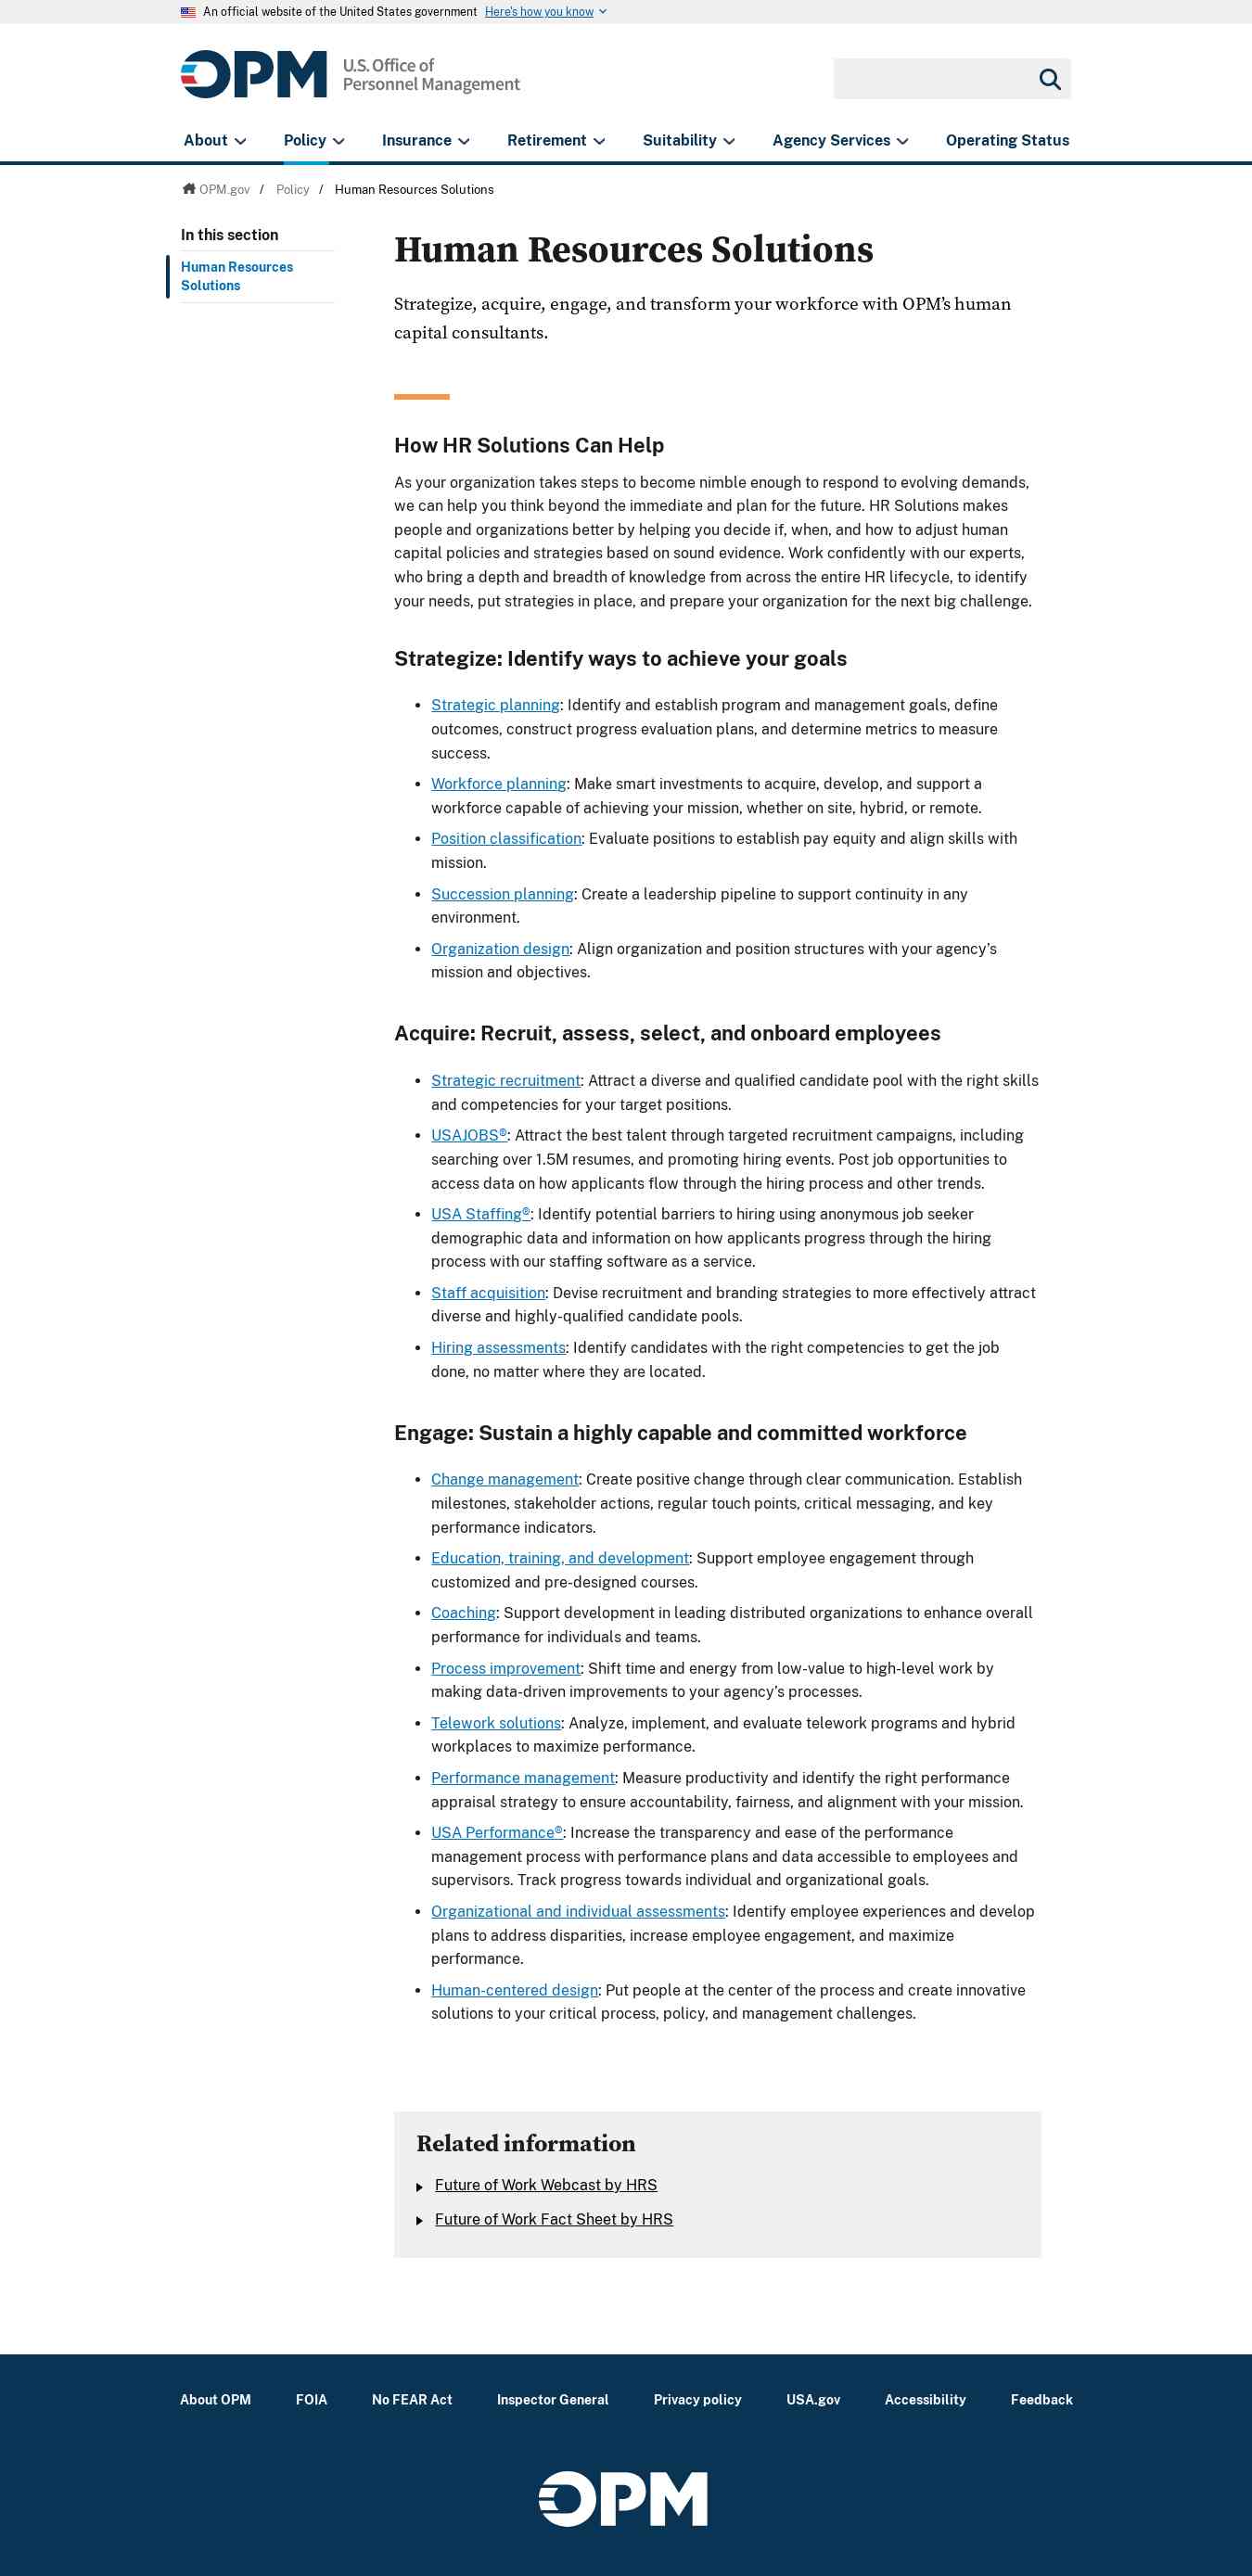 An official website of the United States government Here's how you know
OPM U.S. Office of
Personnel Management
About Policy Insurance Retirement Suitability Agency Services Operating Status
OPM.gov / Policy / Human Resources Solutions
In this section
Human Resources
Solutions
Human Resources Solutions
Strategize, acquire, engage, and transform your workforce with OPM’s human
capital consultants.
How HR Solutions Can Help
As your organization takes steps to become nimble enough to respond to evolving demands,
we can help you think beyond the immediate and plan for the future. HR Solutions makes
people and organizations better by helping you decide if, when, and how to adjust human
capital policies and strategies based on sound evidence. Work confidently with our experts,
who bring a depth and breadth of knowledge from across the entire HR lifecycle, to identify
your needs, put strategies in place, and prepare your organization for the next big challenge.
Strategize: Identify ways to achieve your goals
• Strategic planning: Identify and establish program and management goals, define
outcomes, construct progress evaluation plans, and determine metrics to measure
success.
• Workforce planning: Make smart investments to acquire, develop, and support a
workforce capable of achieving your mission, whether on site, hybrid, or remote.
• Position classification: Evaluate positions to establish pay equity and align skills with
mission.
• Succession planning: Create a leadership pipeline to support continuity in any
environment.
• Organization design: Align organization and position structures with your agency’s
mission and objectives.
Acquire: Recruit, assess, select, and onboard employees
• Strategic recruitment: Attract a diverse and qualified candidate pool with the right skills
and competencies for your target positions.
• USAJOBS®: Attract the best talent through targeted recruitment campaigns, including
searching over 1.5M resumes, and promoting hiring events. Post job opportunities to
access data on how applicants flow through the hiring process and other trends.
• USA Staffing®: Identify potential barriers to hiring using anonymous job seeker
demographic data and information on how applicants progress through the hiring
process with our staffing software as a service.
• Staff acquisition: Devise recruitment and branding strategies to more effectively attract
diverse and highly-qualified candidate pools.
• Hiring assessments: Identify candidates with the right competencies to get the job
done, no matter where they are located.
Engage: Sustain a highly capable and committed workforce
• Change management: Create positive change through clear communication. Establish
milestones, stakeholder actions, regular touch points, critical messaging, and key
performance indicators.
• Education, training, and development: Support employee engagement through
customized and pre-designed courses.
• Coaching: Support development in leading distributed organizations to enhance overall
performance for individuals and teams.
• Process improvement: Shift time and energy from low-value to high-level work by
making data-driven improvements to your agency’s processes.
• Telework solutions: Analyze, implement, and evaluate telework programs and hybrid
workplaces to maximize performance.
• Performance management: Measure productivity and identify the right performance
appraisal strategy to ensure accountability, fairness, and alignment with your mission.
• USA Performance®: Increase the transparency and ease of the performance
management process with performance plans and data accessible to employees and
supervisors. Track progress towards individual and organizational goals.
• Organizational and individual assessments: Identify employee experiences and develop
plans to address disparities, increase employee engagement, and maximize
performance.
• Human-centered design: Put people at the center of the process and create innovative
solutions to your critical process, policy, and management challenges.
Related information
Future of Work Webcast by HRS
Future of Work Fact Sheet by HRS
About OPM FOIA No FEAR Act Inspector General Privacy policy USA.gov Accessibility Feedback
OPM